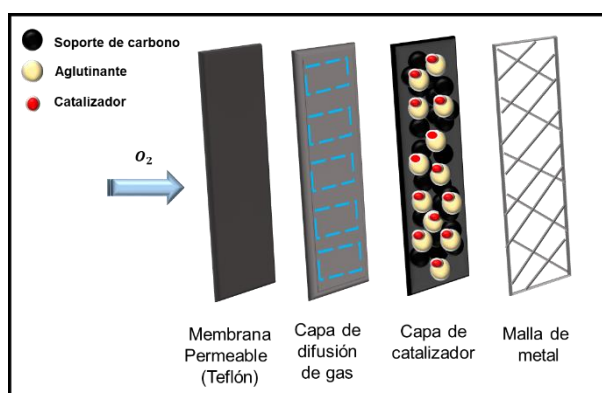 Soporte de carbono
Aglutinante
Catalizador
O₂
Membrana
Permeable
(Teflón)
Capa de
difusión
de gas
Capa de
catalizador
Malla de
metal